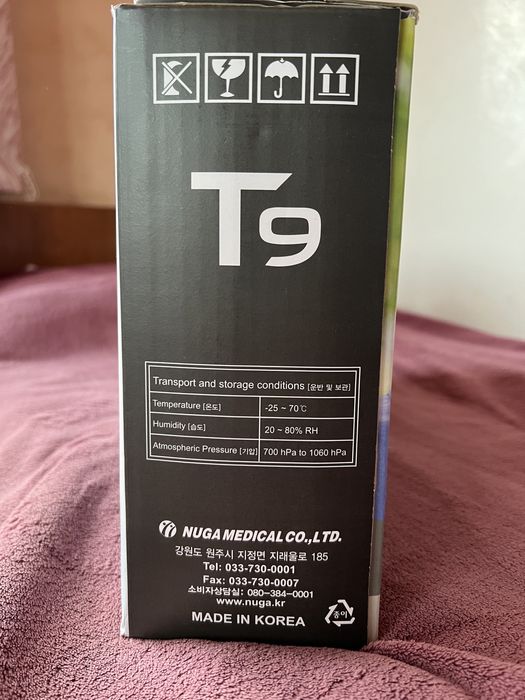 T9
Transport and storage conditions [운반 및 보관]
Temperature [온도] -25 ~ 70℃
Humidity [습도] 20 ~ 80% RH
Atmospheric Pressure [기압] 700 hPa to 1060 hPa
NUGA MEDICAL CO.,LTD.
강원도 원주시 지정면 지래울로 185
Tel: 033-730-0001
Fax: 033-730-0007
소비자상담실: 080-384-0001
www.nuga.kr
MADE IN KOREA
종이